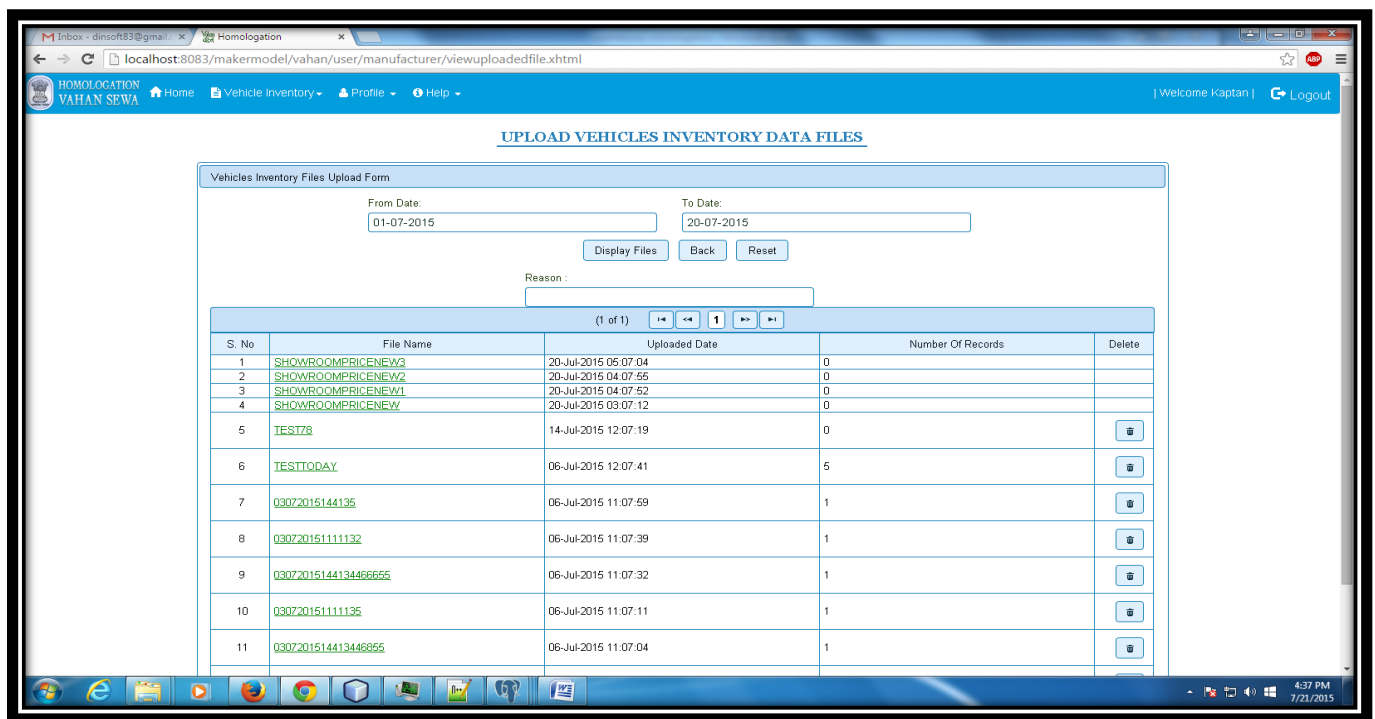 Inbox - dinsoft83@gmail. Homologation
localhost:8083/makermodel/vahan/user/manufacturer/viewuploadedfile.xhtml ABP
HOMOLOGATION
VAHAN SEWA Home Vehicle Inventory Profile Help | Welcome Kaptan | Logout
UPLOAD VEHICLES INVENTORY DATA FILES
Vehicles Inventory Files Upload Form
From Date: To Date:
01-07-2015 20-07-2015
Display Files Back Reset
Reason :
(1 of 1) 1
S. No File Name Uploaded Date Number Of Records Delete
1 SHOWROOMPRICENEW3 20-Jul-2015 05:07:04 0
2 SHOWROOMPRICENEW2 20-Jul-2015 04:07:55 0
3 SHOWROOMPRICENEW1 20-Jul-2015 04:07:52 0
4 SHOWROOMPRICENEW 20-Jul-2015 03:07:12 0
5 TEST78 14-Jul-2015 12:07:19 0
6 TESTTODAY 06-Jul-2015 12:07:41 5
7 03072015144135 06-Jul-2015 11:07:59 1
8 030720151111132 06-Jul-2015 11:07:39 1
9 03072015144134466655 06-Jul-2015 11:07:32 1
10 030720151111135 06-Jul-2015 11:07:11 1
11 0307201514413446855 06-Jul-2015 11:07:04 1
4:37 PM
7/21/2015